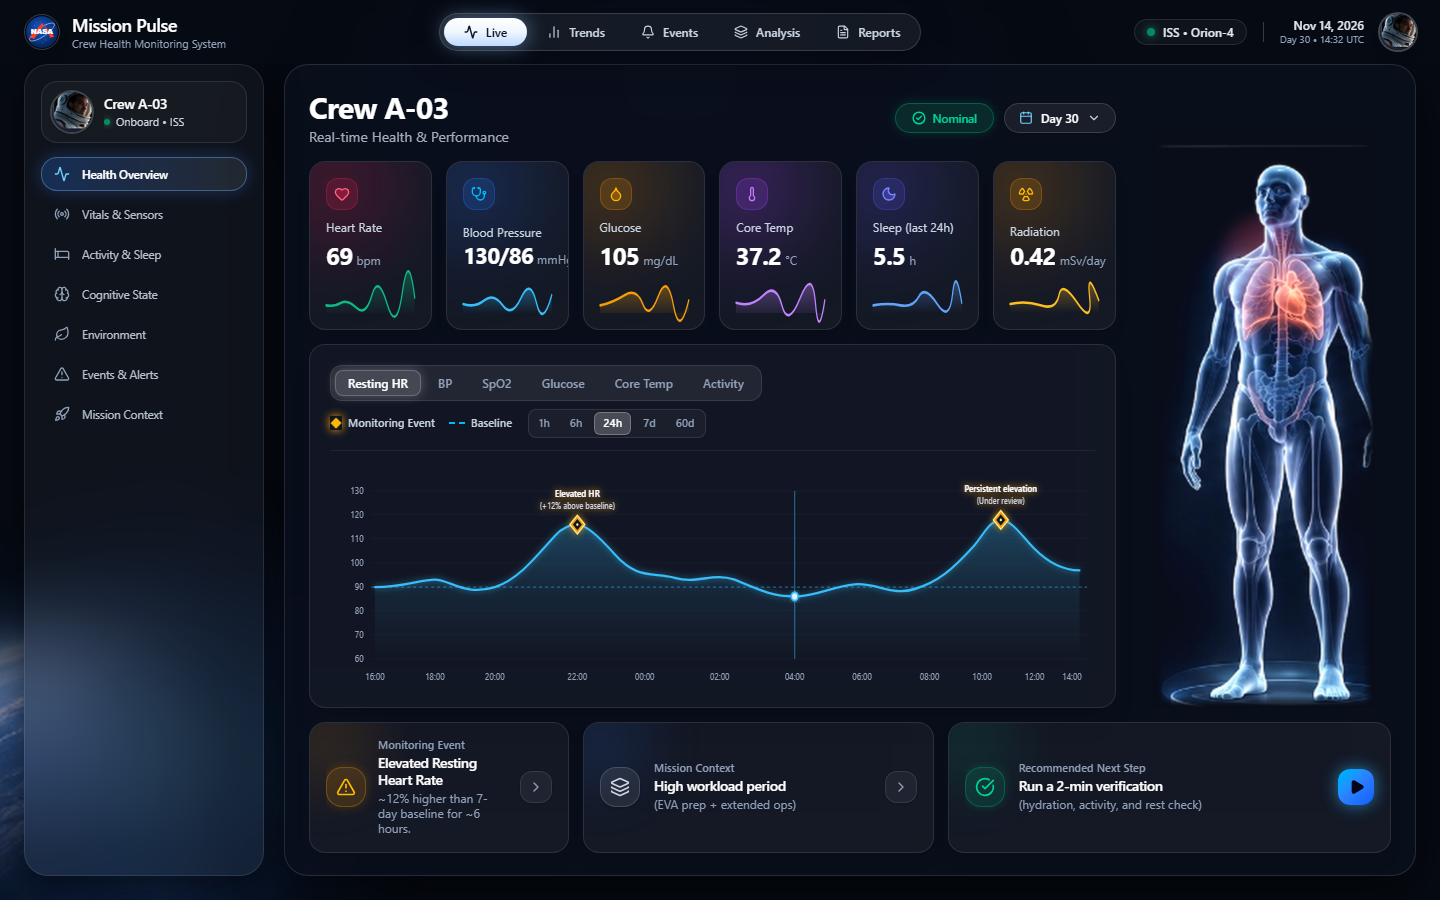 NASA
Mission Pulse
Crew Health Monitoring System
Live
Trends
Events
Analysis
Reports
ISS • Orion-4
Nov 14, 2026
Day 30 • 14:32 UTC
Crew A-03
Onboard • ISS
Health Overview
Vitals & Sensors
Activity & Sleep
Cognitive State
Environment
Events & Alerts
Mission Context
Crew A-03
Real-time Health & Performance
Nominal
Day 30
Heart Rate
69 bpm
Blood Pressure
130/86 mmH
Glucose
105 mg/dL
Core Temp
37.2 °C
Sleep (last 24h)
5.5 h
Radiation
0.42 mSv/day
Resting HR
BP
SpO2
Glucose
Core Temp
Activity
Monitoring Event
Baseline
1h
6h
24h
7d
60d
130
120
110
100
90
80
70
60
Elevated HR
(+12% above baseline)
Persistent elevation
(Under review)
16:00
18:00
20:00
22:00
00:00
02:00
04:00
06:00
08:00
10:00
12:00
14:00
Monitoring Event
Elevated Resting
Heart Rate
~12% higher than 7-
day baseline for ~6
hours.
Mission Context
High workload period
(EVA prep + extended ops)
Recommended Next Step
Run a 2-min verification
(hydration, activity, and rest check)